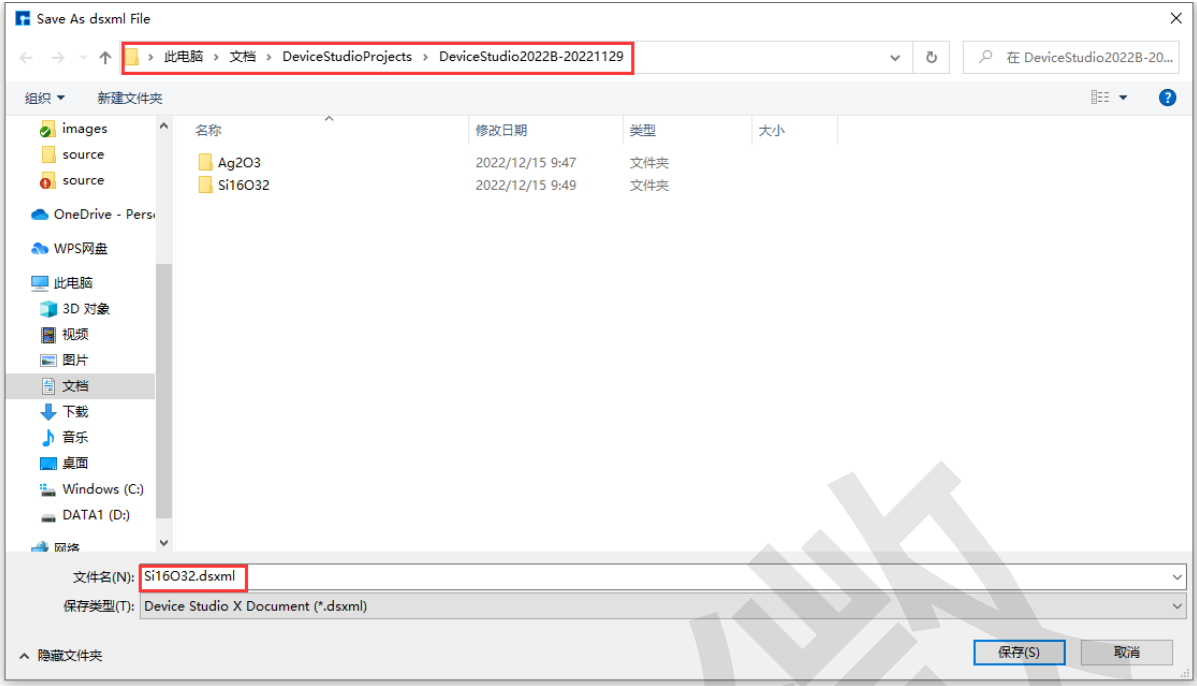 Save As dsxml File
此电脑 › 文档 › DeviceStudioProjects › DeviceStudio2022B-20221129
在 DeviceStudio2022B-20...
组织 新建文件夹
images
source
source
OneDrive - Pers
WPS网盘
此电脑
3D 对象
视频
图片
文档
下载
音乐
桌面
Windows (C:)
DATA1 (D:)
网络
名称 修改日期 类型 大小
Ag2O3 2022/12/15 9:47 文件夹
Si16O32 2022/12/15 9:49 文件夹
文件名(N): Si16O32.dsxml
保存类型(T): Device Studio X Document (*.dsxml)
隐藏文件夹
保存(S) 取消